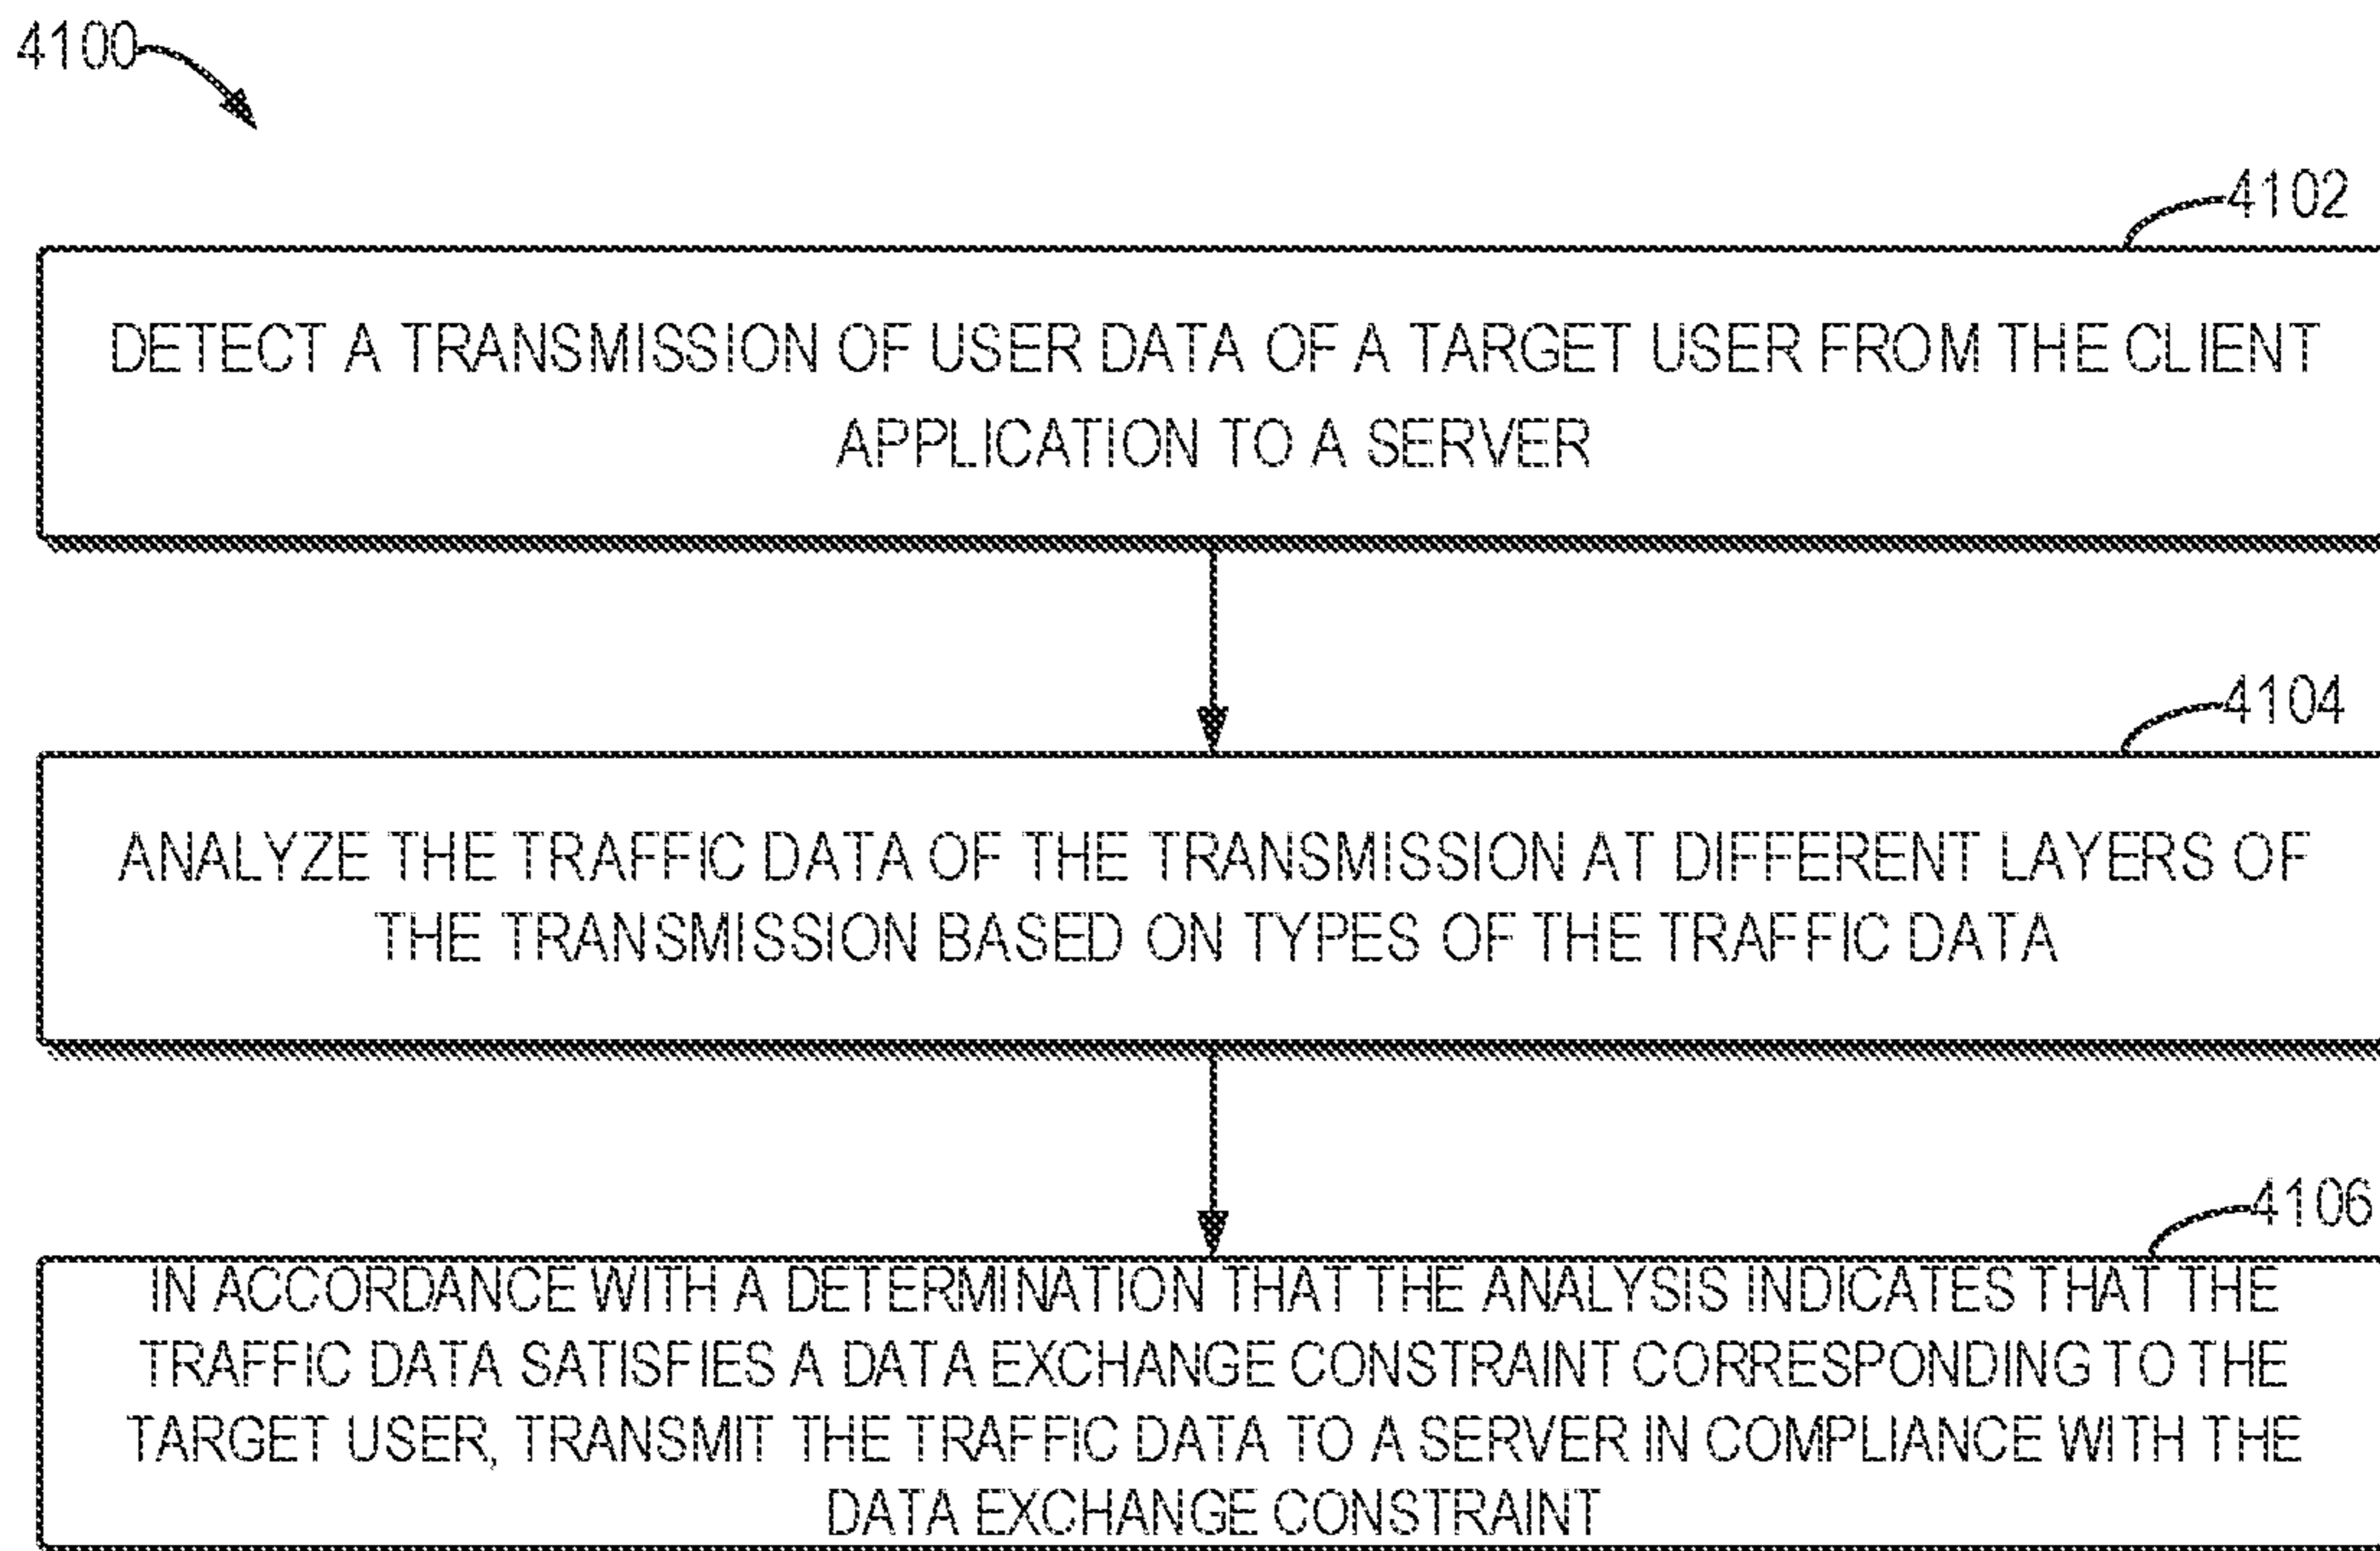 4100
4102
DETECT A TRANSMISSION OF USER DATA OF A TARGET USER FROM THE CLIENT
APPLICATION TO A SERVER
4104
ANALYZE THE TRAFFIC DATA OF THE TRANSMISSION AT DIFFERENT LAYERS OF
THE TRANSMISSION BASED ON TYPES OF THE TRAFFIC DATA
4106
IN ACCORDANCE WITH A DETERMINATION THAT THE ANALYSIS INDICATES THAT THE
TRAFFIC DATA SATISFIES A DATA EXCHANGE CONSTRAINT CORRESPONDING TO THE
TARGET USER, TRANSMIT THE TRAFFIC DATA TO A SERVER IN COMPLIANCE WITH THE
DATA EXCHANGE CONSTRAINT